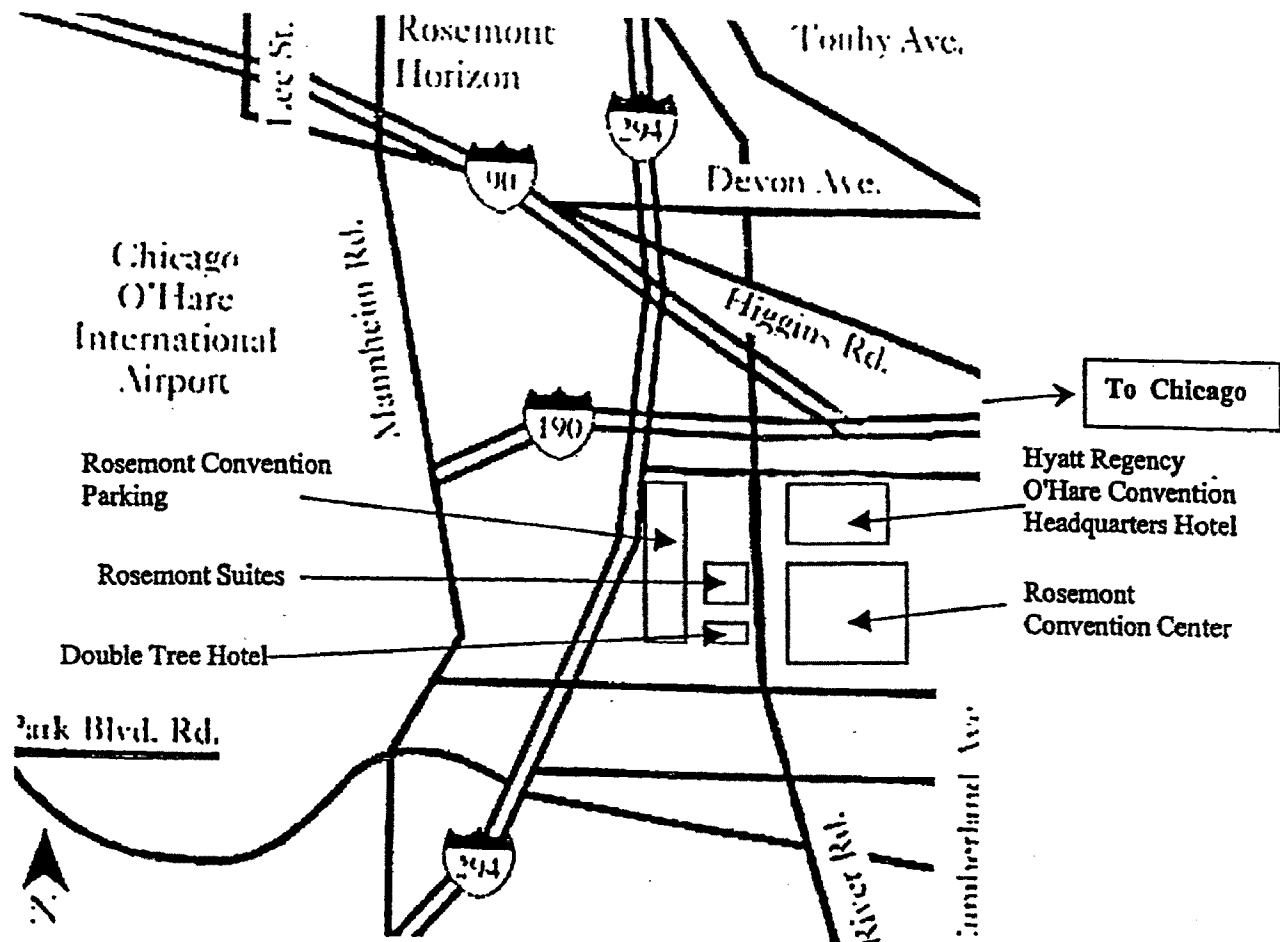 Lee St.
Rosemont
Horizon
Touhy Ave.
294
90
Devon Ave.
Chicago
O'Hare
International
Airport
Mannheim Rd.
Higgins Rd.
To Chicago
190
Rosemont Convention
Parking
Hyatt Regency
O'Hare Convention
Headquarters Hotel
Rosemont Suites
Rosemont
Convention Center
Double Tree Hotel
Park Blvd. Rd.
294
River Rd.
Cumberland Ave
N